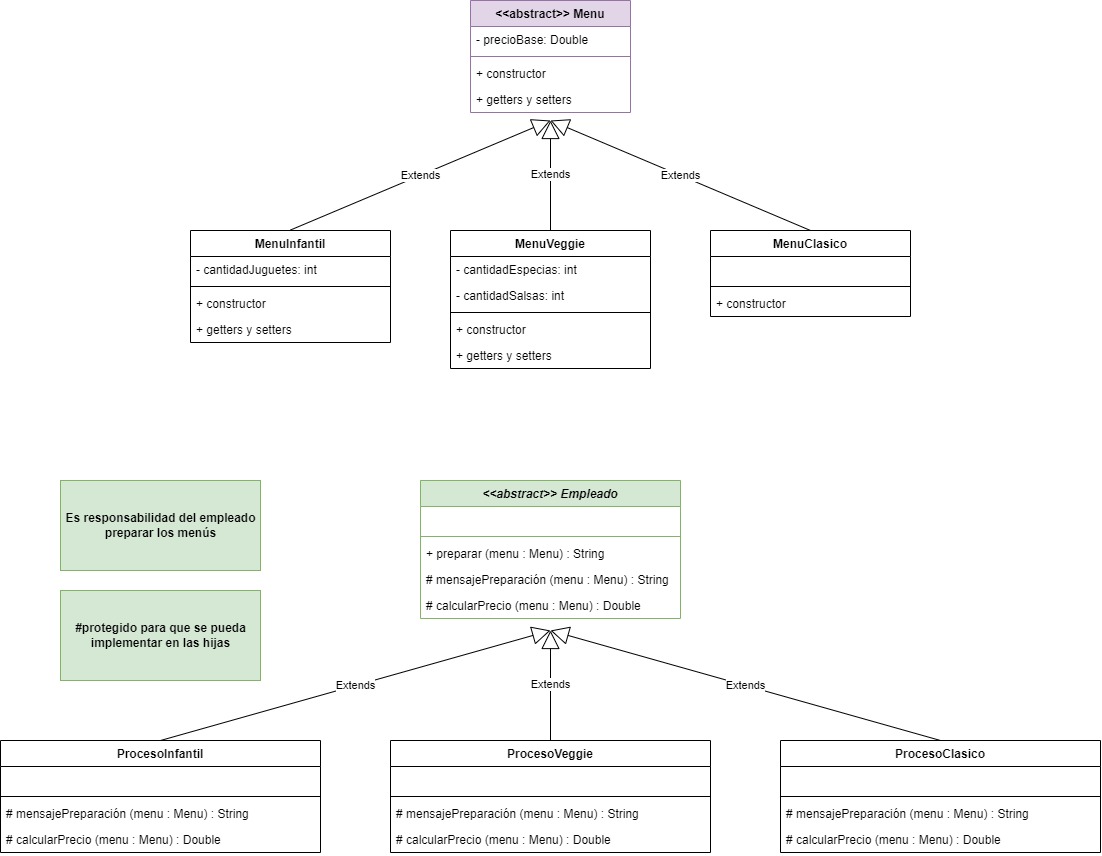 <<abstract>> Menu
- precioBase: Double
+ constructor
+ getters y setters
Extends
Extends
Extends
MenuInfantil
- cantidadJuguetes: int
+ constructor
+ getters y setters
MenuVeggie
- cantidadEspecias: int
- cantidadSalsas: int
+ constructor
+ getters y setters
MenuClasico
+ constructor
Es responsabilidad del empleado
preparar los menús
#protegido para que se pueda
implementar en las hijas
<<abstract>> Empleado
+ preparar (menu : Menu) : String
# mensajePreparación (menu : Menu) : String
# calcularPrecio (menu : Menu) : Double
Extends
Extends
Extends
ProcesoInfantil
# mensajePreparación (menu : Menu) : String
# calcularPrecio (menu : Menu) : Double
ProcesoVeggie
# mensajePreparación (menu : Menu) : String
# calcularPrecio (menu : Menu) : Double
ProcesoClasico
# mensajePreparación (menu : Menu) : String
# calcularPrecio (menu : Menu) : Double